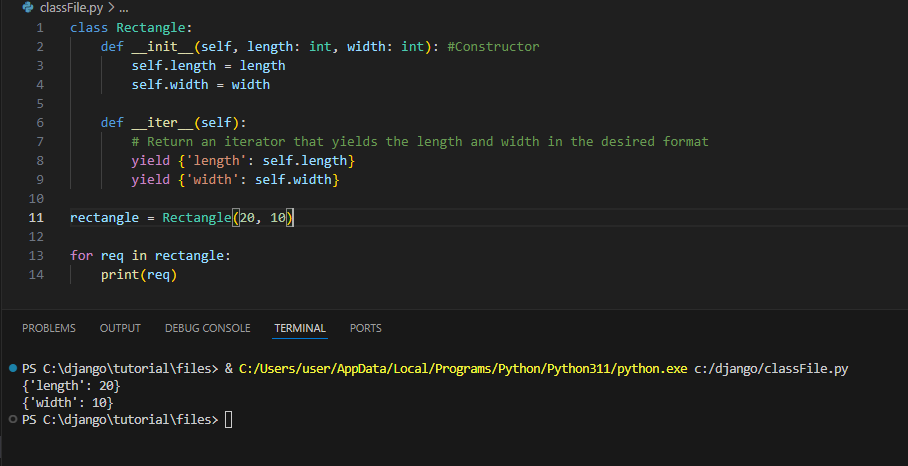 classFile.py > ...
1 class Rectangle:
2     def __init__(self, length: int, width: int): #Constructor
3         self.length = length
4         self.width = width
5
6     def __iter__(self):
7         # Return an iterator that yields the length and width in the desired format
8         yield {'length': self.length}
9         yield {'width': self.width}
10
11 rectangle = Rectangle(20, 10)
12
13 for req in rectangle:
14     print(req)
PROBLEMS OUTPUT DEBUG CONSOLE TERMINAL PORTS
PS C:\django\tutorial\files> & C:/Users/user/AppData/Local/Programs/Python/Python311/python.exe c:/django/classFile.py
{'length': 20}
{'width': 10}
PS C:\django\tutorial\files>